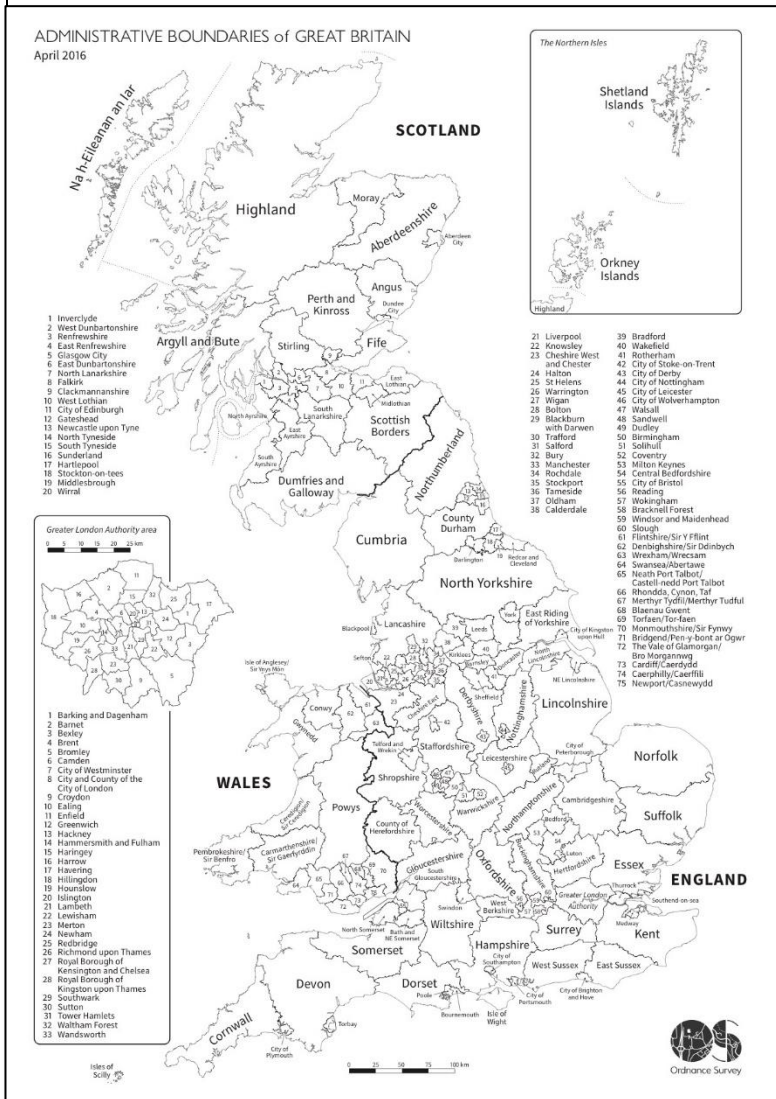 ADMINISTRATIVE BOUNDARIES of GREAT BRITAIN
April 2016
The Northern Isles
Shetland
Islands
Orkney
Islands
Highland
SCOTLAND
Na h-Eileanan an Iar
Highland
Moray
Aberdeenshire
Aberdeen
City
Angus
Perth and
Kinross
Dundee
City
Argyll and Bute
Stirling
Fife
9
1
2
3
4
5
6
7
8
10
11
East
Lothian
Midlothian
North Ayrshire
East
Ayrshire
South
Lanarkshire
Scottish
Borders
South
Ayrshire
Dumfries and
Galloway
1 Inverclyde
2 West Dunbartonshire
3 Renfrewshire
4 East Renfrewshire
5 Glasgow City
6 East Dunbartonshire
7 North Lanarkshire
8 Falkirk
9 Clackmannanshire
10 West Lothian
11 City of Edinburgh
12 Gateshead
13 Newcastle upon Tyne
14 North Tyneside
15 South Tyneside
16 Sunderland
17 Hartlepool
18 Stockton-on-tees
19 Middlesbrough
20 Wirral
21 Liverpool
22 Knowsley
23 Cheshire West
and Chester
24 Halton
25 St Helens
26 Warrington
27 Wigan
28 Bolton
29 Blackburn
with Darwen
30 Trafford
31 Salford
32 Bury
33 Manchester
34 Rochdale
35 Stockport
36 Tameside
37 Oldham
38 Calderdale
39 Bradford
40 Wakefield
41 Rotherham
42 City of Stoke-on-Trent
43 City of Derby
44 City of Nottingham
45 City of Leicester
46 City of Wolverhampton
47 Walsall
48 Sandwell
49 Dudley
50 Birmingham
51 Solihull
52 Coventry
53 Milton Keynes
54 Central Bedfordshire
55 City of Bristol
56 Reading
57 Wokingham
58 Bracknell Forest
59 Windsor and Maidenhead
60 Slough
61 Flintshire/Sir Y Fflint
62 Denbighshire/Sir Ddinbych
63 Wrexham/Wrecsam
64 Swansea/Abertawe
65 Neath Port Talbot/
Castell-nedd Port Talbot
66 Rhondda, Cynon, Taf
67 Merthyr Tydfil/Merthyr Tudful
68 Blaenau Gwent
69 Torfaen/Tor-faen
70 Monmouthshire/Sir Fynwy
71 Bridgend/Pen-y-bont ar Ogwr
72 The Vale of Glamorgan/
Bro Morgannwg
73 Cardiff/Caerdydd
74 Caerphilly/Caerffili
75 Newport/Casnewydd
Northumberland
Cumbria
County
Durham
Darlington
19
Redcar and
Cleveland
North Yorkshire
York
East Riding
of Yorkshire
City of Kingston
upon Hull
Blackpool
Lancashire
Leeds
Kirklees
Barnsley
Doncaster
North
Lincolnshire
NE Lincolnshire
Sefton
Sheffield
Cheshire East
Derbyshire
Nottinghamshire
Lincolnshire
Isle of Anglesey/
Sir Ynys Mon
Conwy
Gwynedd
Telford and
Wrekin
Staffordshire
Shropshire
Leicestershire
Rutland
City of
Peterborough
Norfolk
WALES
Powys
Ceredigion/
Sir Ceredigion
County of
Herefordshire
Worcestershire
Warwickshire
Northamptonshire
Cambridgeshire
Suffolk
Bedford
Pembrokeshire/
Sir Benfro
Carmarthenshire/
Sir Gaerfyrddin
Gloucestershire
South
Gloucestershire
Oxfordshire
Buckinghamshire
Luton
Hertfordshire
Essex
ENGLAND
Thurrock
Southend-on-sea
Greater London
Authority
Medway
Swindon
West
Berkshire
North Somerset
Bath and
NE Somerset
Wiltshire
Surrey
Kent
Hampshire
Somerset
City of
Southampton
West Sussex
East Sussex
City of
Portsmouth
City of Brighton
and Hove
Devon
Dorset
Poole
Bournemouth
Isle of
Wight
Cornwall
City of
Plymouth
Torbay
Isles of
Scilly
0 25 50 75 100 km
Greater London Authority area
0 5 10 15 20 25 km
1 Barking and Dagenham
2 Barnet
3 Bexley
4 Brent
5 Bromley
6 Camden
7 City of Westminster
8 City and County of the
City of London
9 Croydon
10 Ealing
11 Enfield
12 Greenwich
13 Hackney
14 Hammersmith and Fulham
15 Haringey
16 Harrow
17 Havering
18 Hillingdon
19 Hounslow
20 Islington
21 Lambeth
22 Lewisham
23 Merton
24 Newham
25 Redbridge
26 Richmond upon Thames
27 Royal Borough of
Kensington and Chelsea
28 Royal Borough of
Kingston upon Thames
29 Southwark
30 Sutton
31 Tower Hamlets
32 Waltham Forest
33 Wandsworth
OS
Ordnance Survey